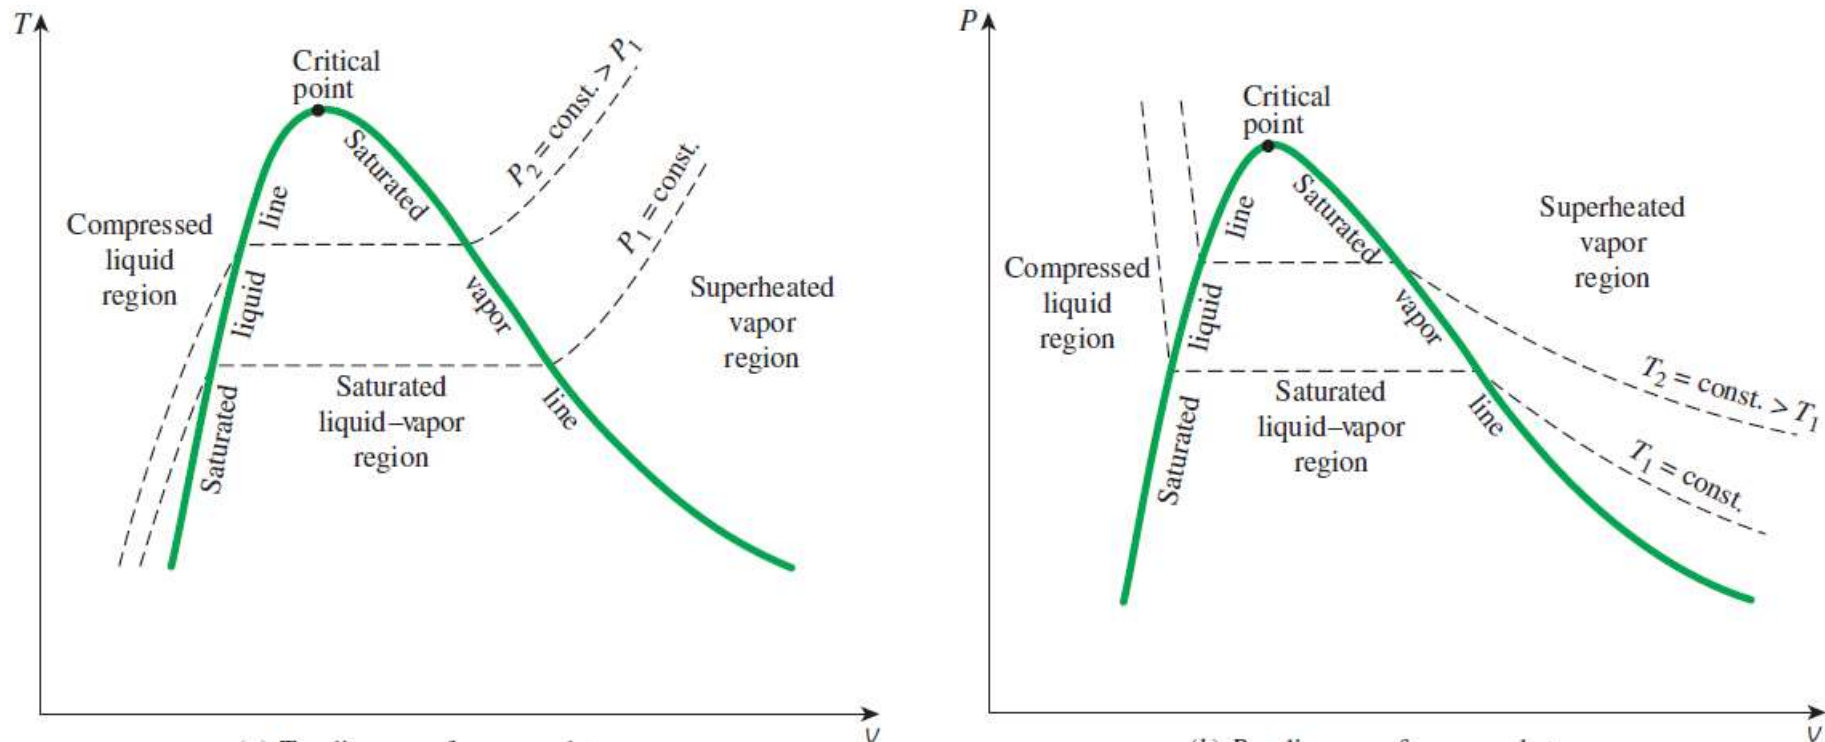 T
Critical
point
P₂ = const. > P₁
P₁ = const.
Saturated
vapor
line
Compressed
liquid
region
Saturated
liquid
line
Superheated
vapor
region
Saturated
liquid–vapor
region
v
P
Critical
point
Saturated
vapor
line
Compressed
liquid
region
Saturated
liquid
line
Superheated
vapor
region
T₂ = const. > T₁
T₁ = const.
Saturated
liquid–vapor
region
v